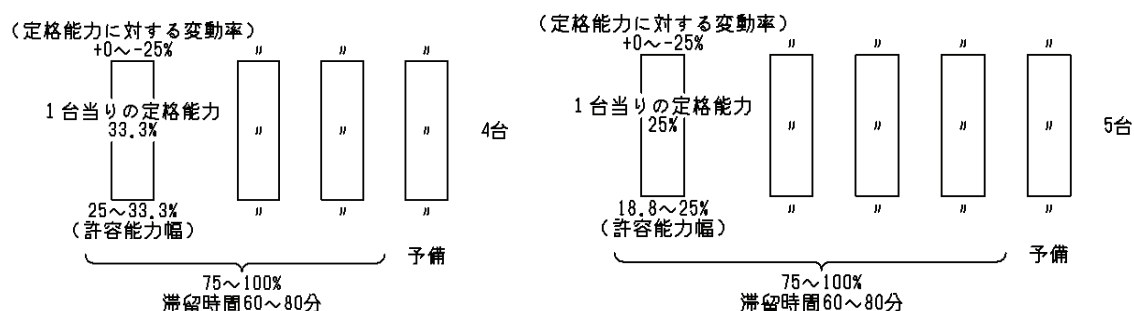 (定格能力に対する変動率)
+0〜-25% 〃 〃 〃
1台当りの定格能力
33.3% 〃 〃 〃 4台
25〜33.3% 〃 〃 〃
(許容能力幅)
予備
75〜100%
滞留時間60〜80分
(定格能力に対する変動率)
+0〜-25% 〃 〃 〃 〃
1台当りの定格能力
25% 〃 〃 〃 〃 5台
18.8〜25% 〃 〃 〃 〃
(許容能力幅)
予備
75〜100%
滞留時間60〜80分